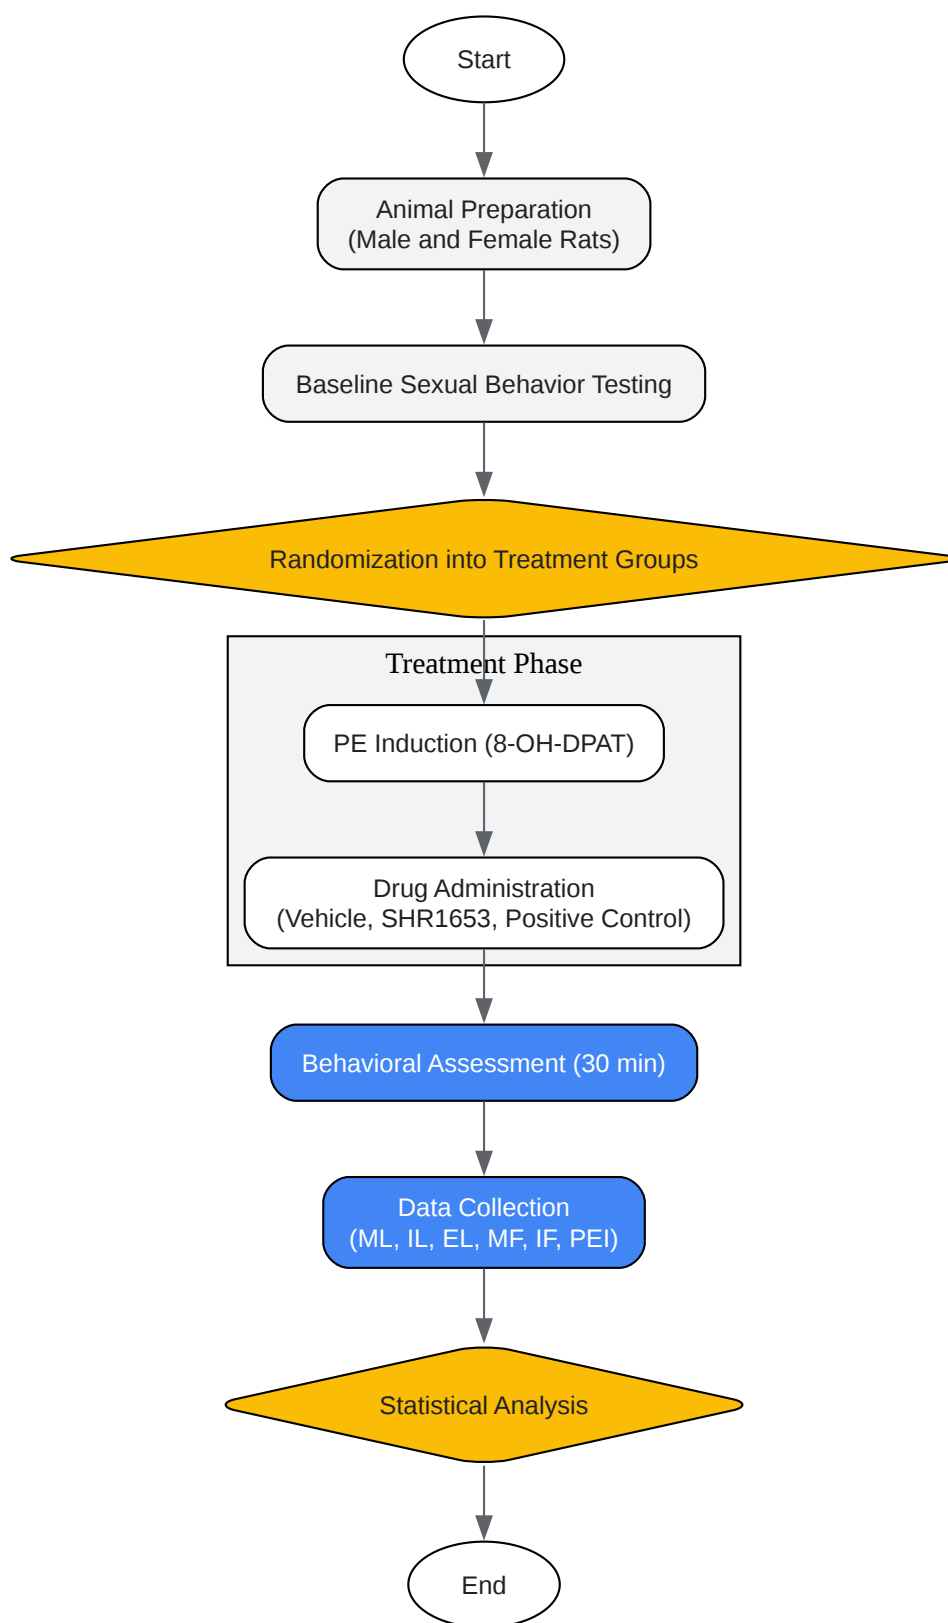 Start
Animal Preparation
(Male and Female Rats)
Baseline Sexual Behavior Testing
Randomization into Treatment Groups
Treatment Phase
PE Induction (8-OH-DPAT)
Drug Administration
(Vehicle, SHR1653, Positive Control)
Behavioral Assessment (30 min)
Data Collection
(ML, IL, EL, MF, IF, PEI)
Statistical Analysis
End